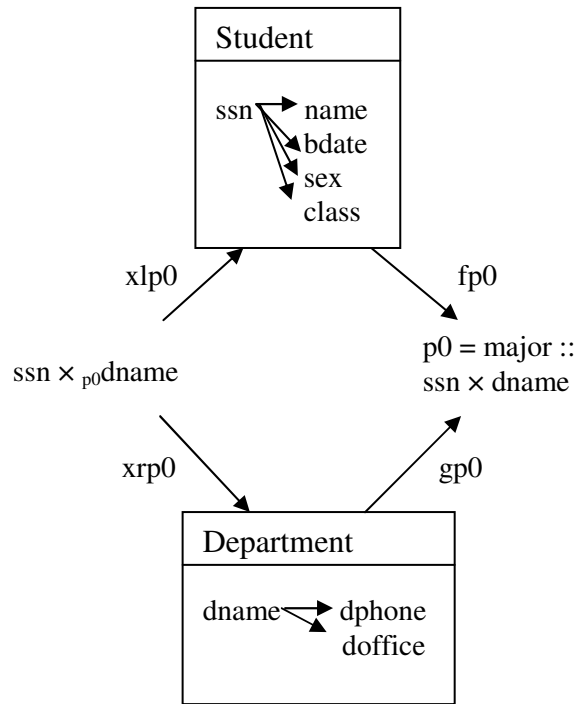 Student
ssn name
bdate
sex
class
xlp0 fp0
ssn × p0dname
p0 = major ::
ssn × dname
xrp0 gp0
Department
dname dphone
doffice